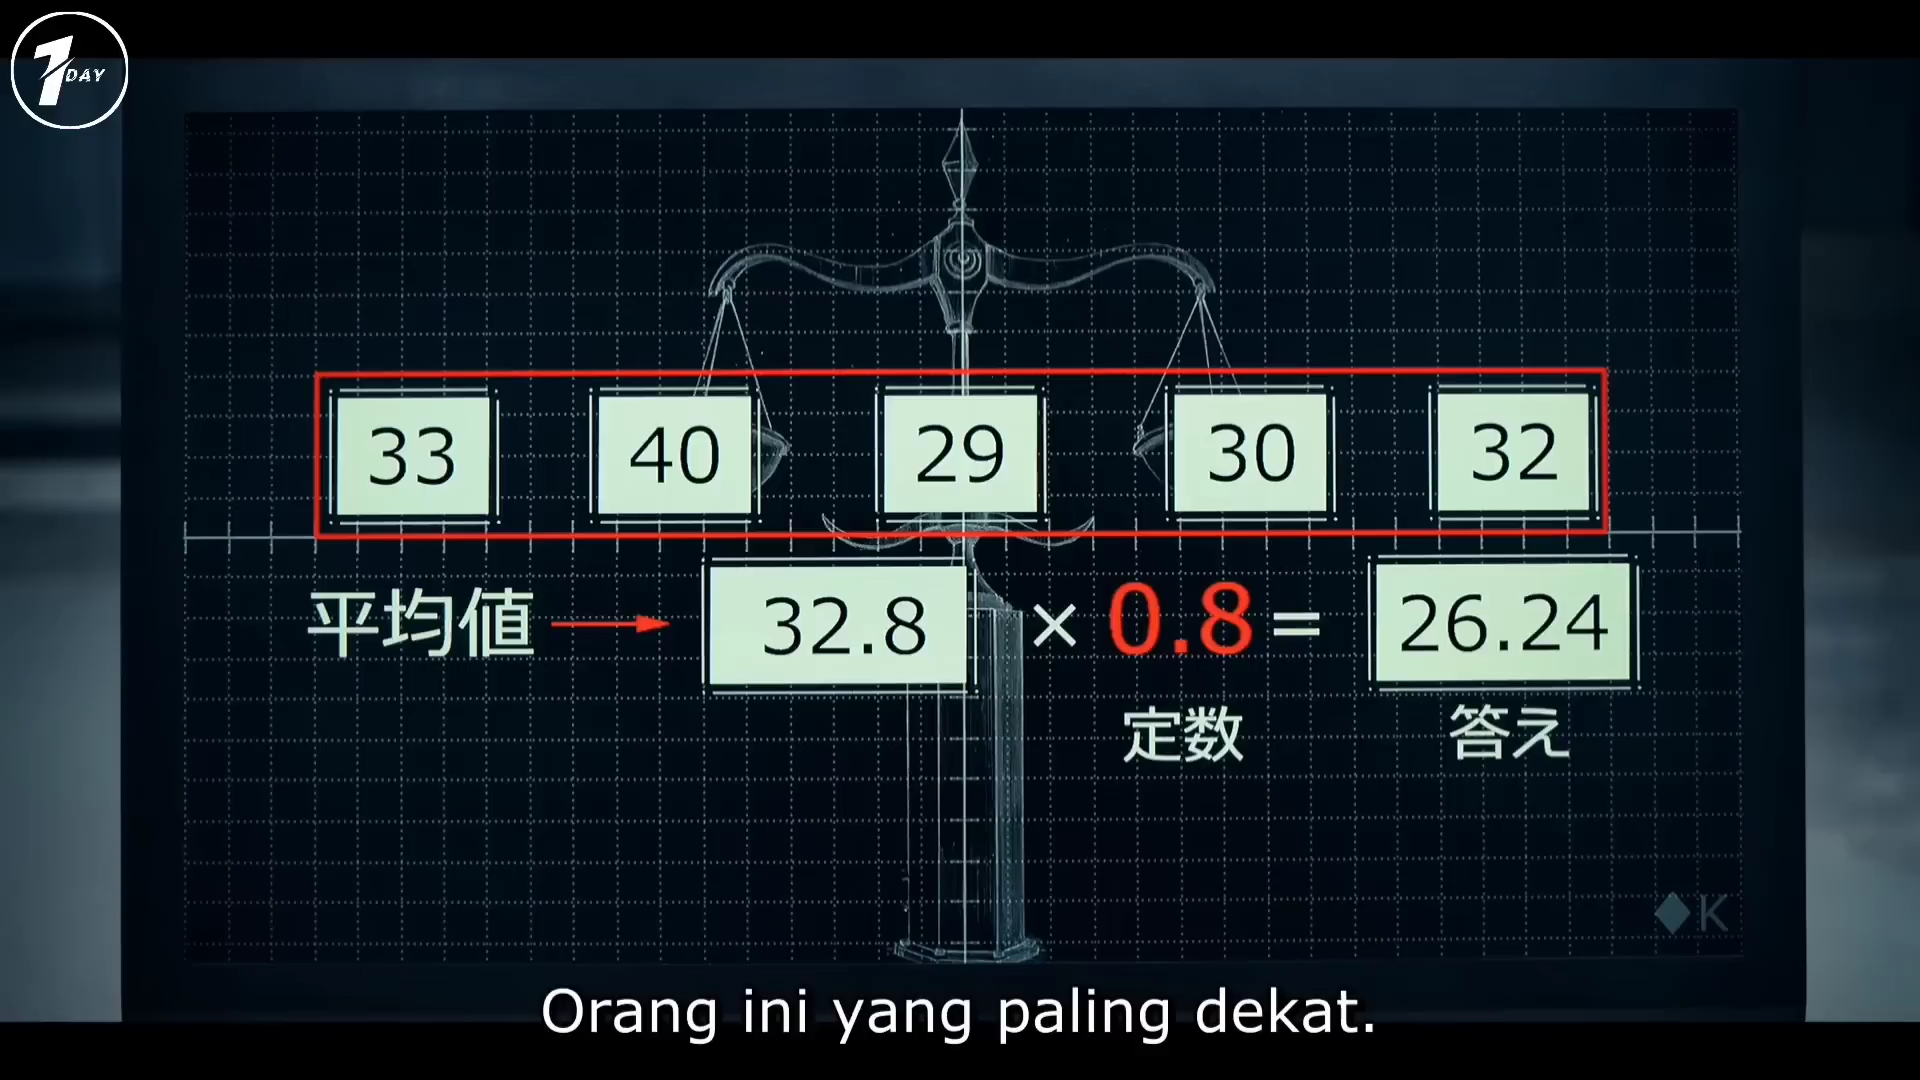 1DAY
33 40 29 30 32
平均値 → 32.8 × 0.8 = 26.24
定数 答え
◆K
Orang ini yang paling dekat.